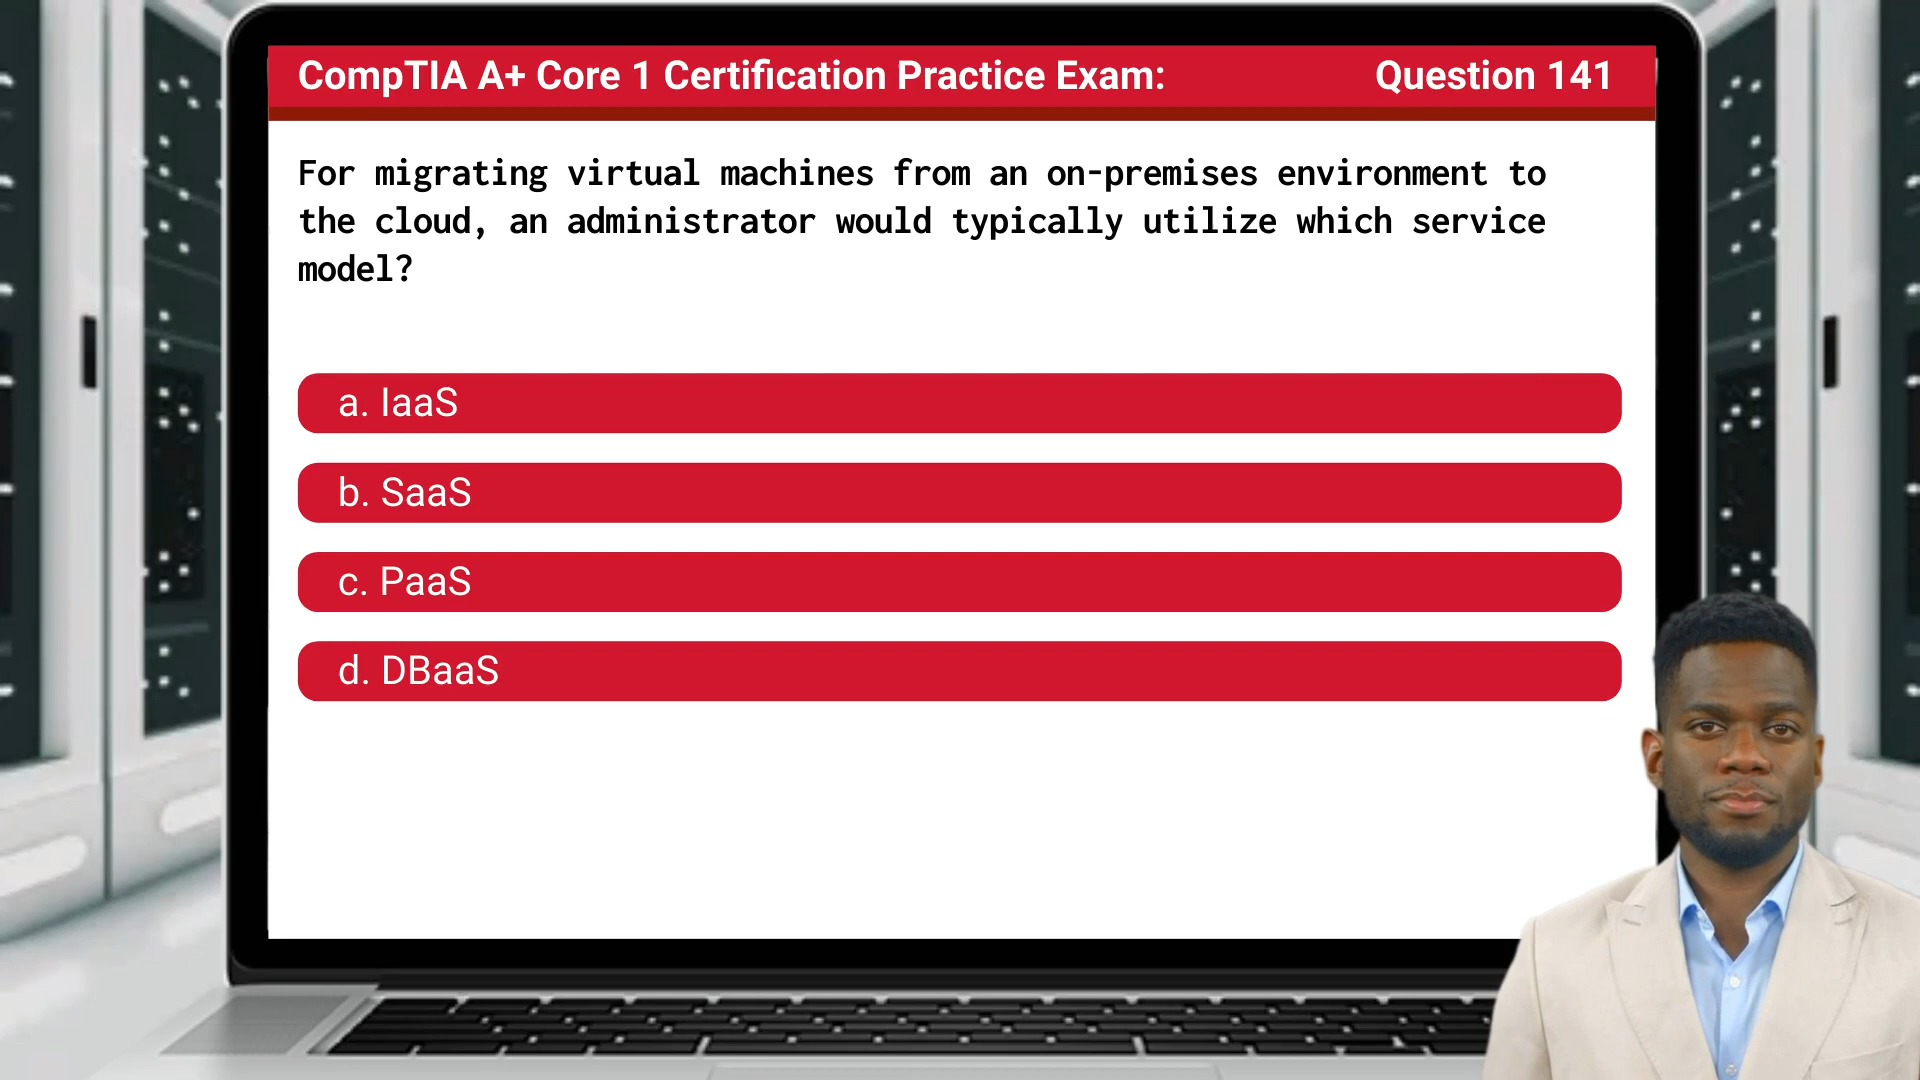 CompTIA A+ Core 1 Certification Practice Exam: Question 141
For migrating virtual machines from an on-premises environment to
the cloud, an administrator would typically utilize which service
model?
a. IaaS
b. SaaS
c. PaaS
d. DBaaS